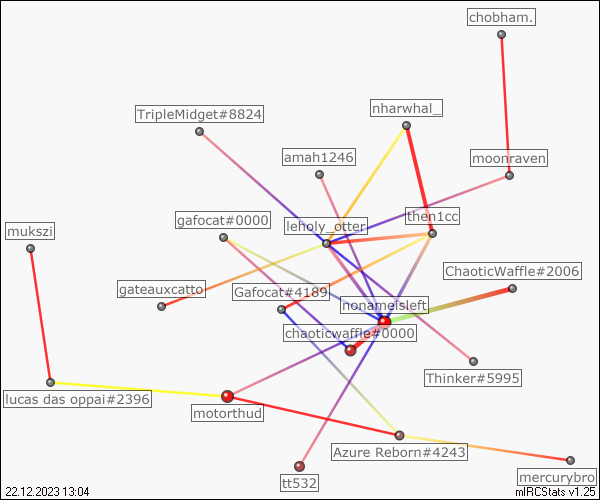 chobham.
TripleMidget#8824
nharwhal_
amah1246
moonraven
gafocat#0000
leholy_otter
then1cc
mukszi
ChaoticWaffle#2006
gateauxcatto
Gafocat#4189
nonameisleft
chaoticwaffle#0000
Thinker#5995
lucas das oppai#2396
motorthud
Azure Reborn#4243
tt532
mercurybro
22.12.2023 13:04
mIRCStats v1.25